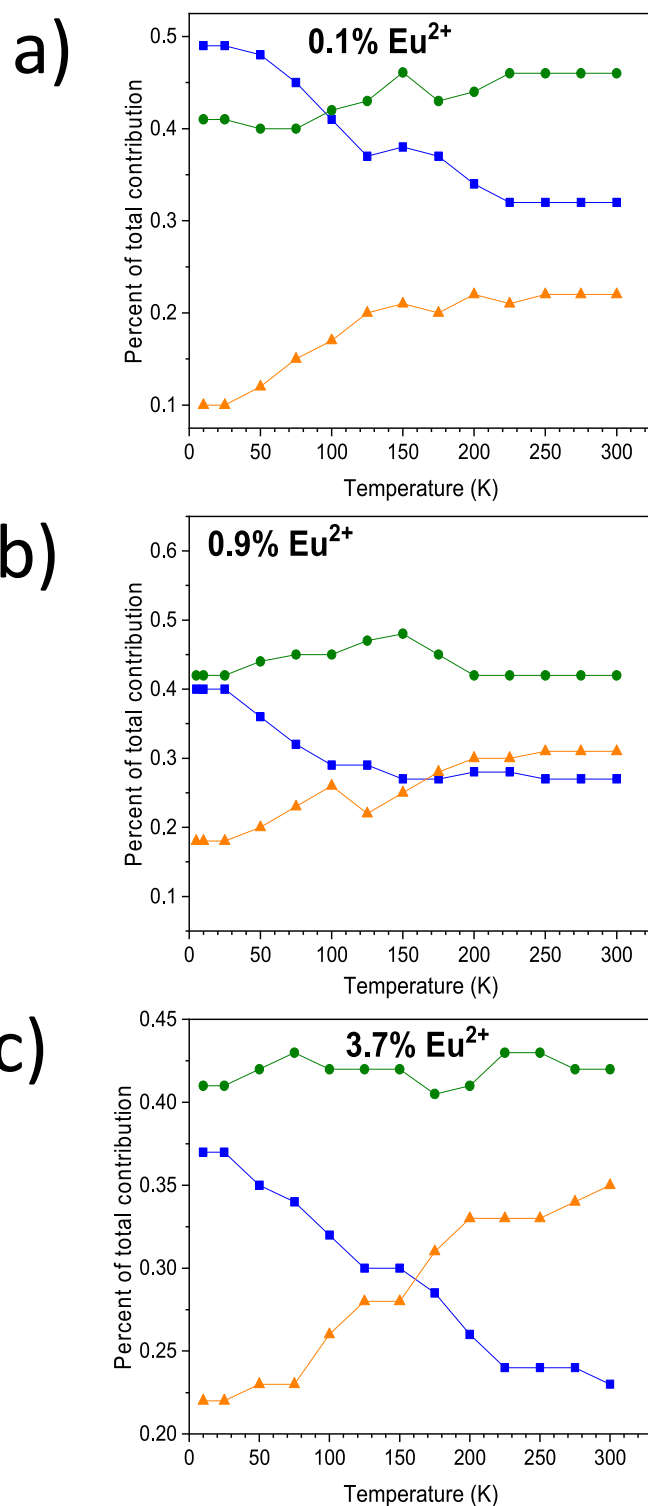 a)
0.1% Eu²⁺
0.5
0.4
0.3
0.2
0.1
Percent of total contribution
0 50 100 150 200 250 300
Temperature (K)
b)
0.9% Eu²⁺
0.6
0.5
0.4
0.3
0.2
0.1
Percent of total contribution
0 50 100 150 200 250 300
Temperature (K)
c)
3.7% Eu²⁺
0.45
0.40
0.35
0.30
0.25
0.20
Percent of total contribution
0 50 100 150 200 250 300
Temperature (K)